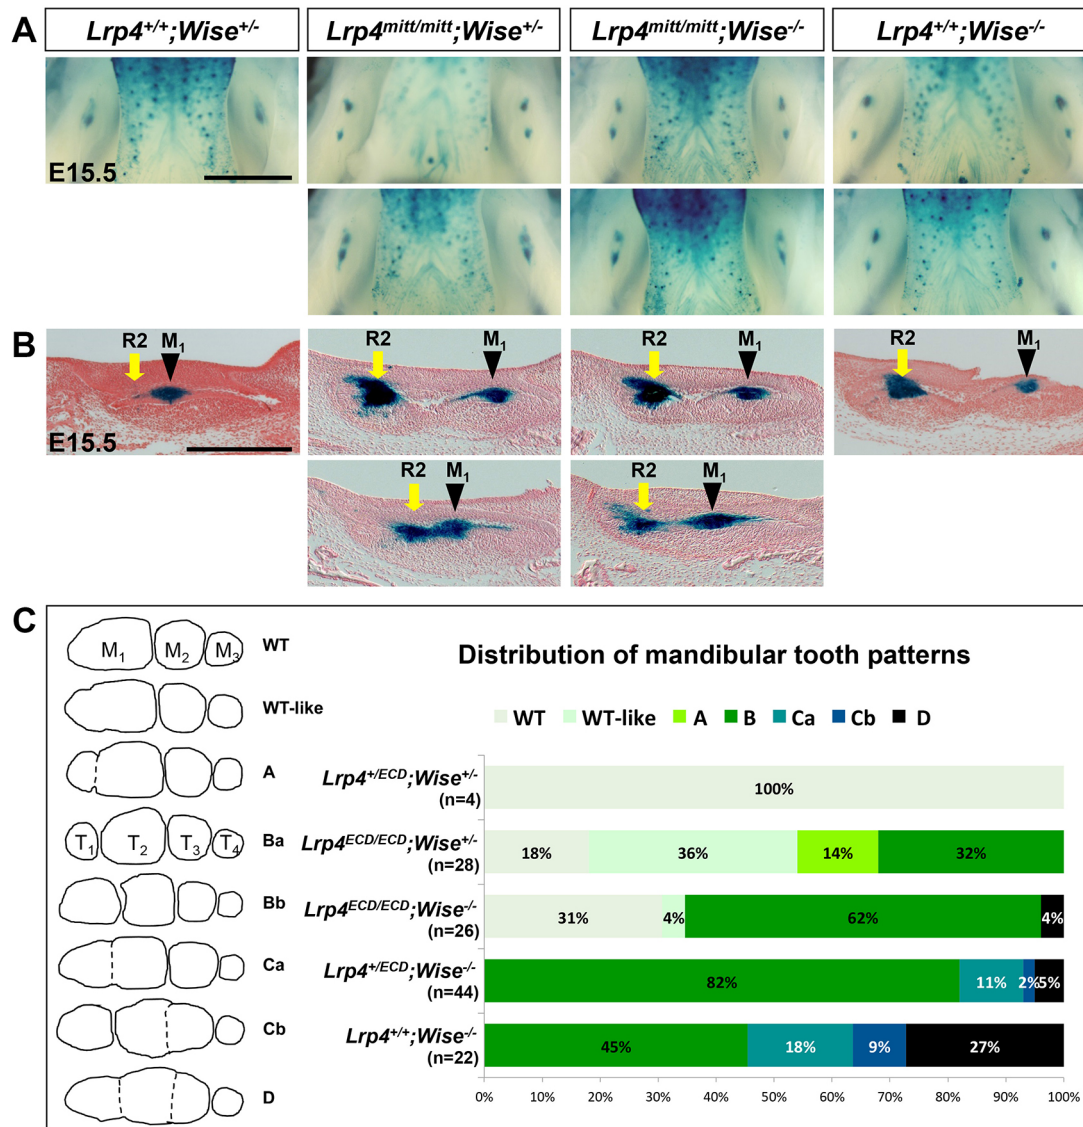 A
Lrp4+/+;Wise+/-
Lrp4mitt/mitt;Wise+/-
Lrp4mitt/mitt;Wise-/-
Lrp4+/+;Wise-/-
E15.5
B
R2 M1
R2 M1
R2 M1
R2 M1
E15.5
R2 M1
R2 M1
C
M1 M2 M3 WT
WT-like
A
T1 T2 T3 T4 Ba
Bb
Ca
Cb
D
Distribution of mandibular tooth patterns
WT WT-like A B Ca Cb D
Lrp4+/ECD;Wise+/-
(n=4)
100%
Lrp4ECD/ECD;Wise+/-
(n=28)
18% 36% 14% 32%
Lrp4ECD/ECD;Wise-/-
(n=26)
31% 4% 62% 4%
Lrp4+/ECD;Wise-/-
(n=44)
82% 11% 2% 5%
Lrp4+/+;Wise-/-
(n=22)
45% 18% 9% 27%
0% 10% 20% 30% 40% 50% 60% 70% 80% 90% 100%